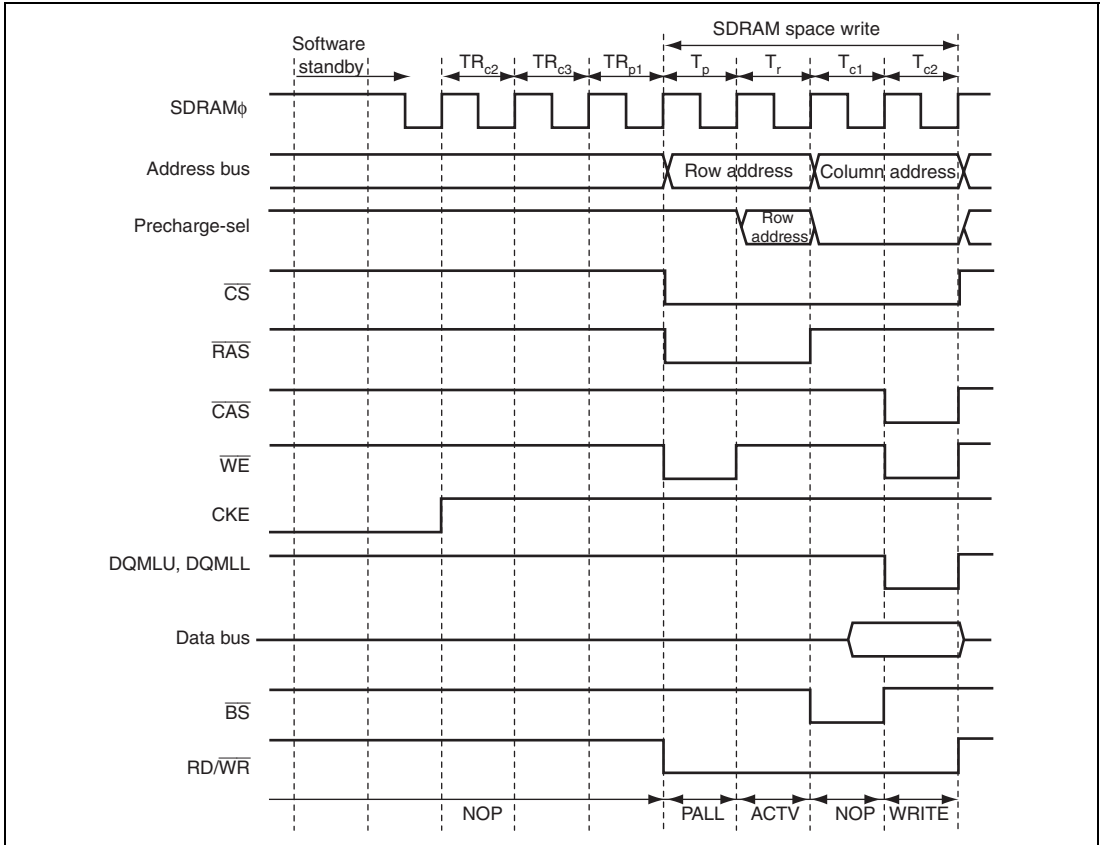 SDRAM space write
Software
standby
TRc2 TRc3 TRp1 Tp Tr Tc1 Tc2
SDRAMϕ
Address bus Row address Column address
Precharge-sel Row
address
CS
RAS
CAS
WE
CKE
DQMLU, DQMLL
Data bus
BS
RD/WR
NOP PALL ACTV NOP WRITE